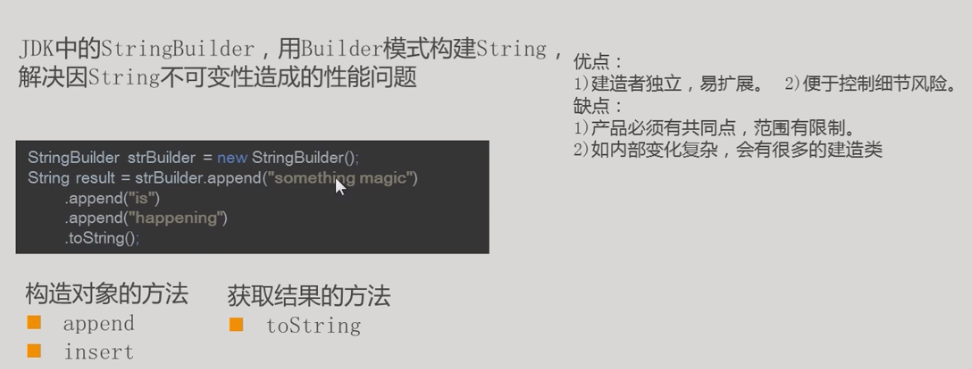 JDK中的StringBuilder，用Builder模式构建String，
解决因String不可变性造成的性能问题
优点：
1)建造者独立，易扩展。 2)便于控制细节风险。
缺点：
1)产品必须有共同点，范围有限制。
2)如内部变化复杂，会有很多的建造类
StringBuilder strBuilder = new StringBuilder();
String result = strBuilder.append("something magic")
.append("is")
.append("happening")
.toString();
构造对象的方法
append
insert
获取结果的方法
toString